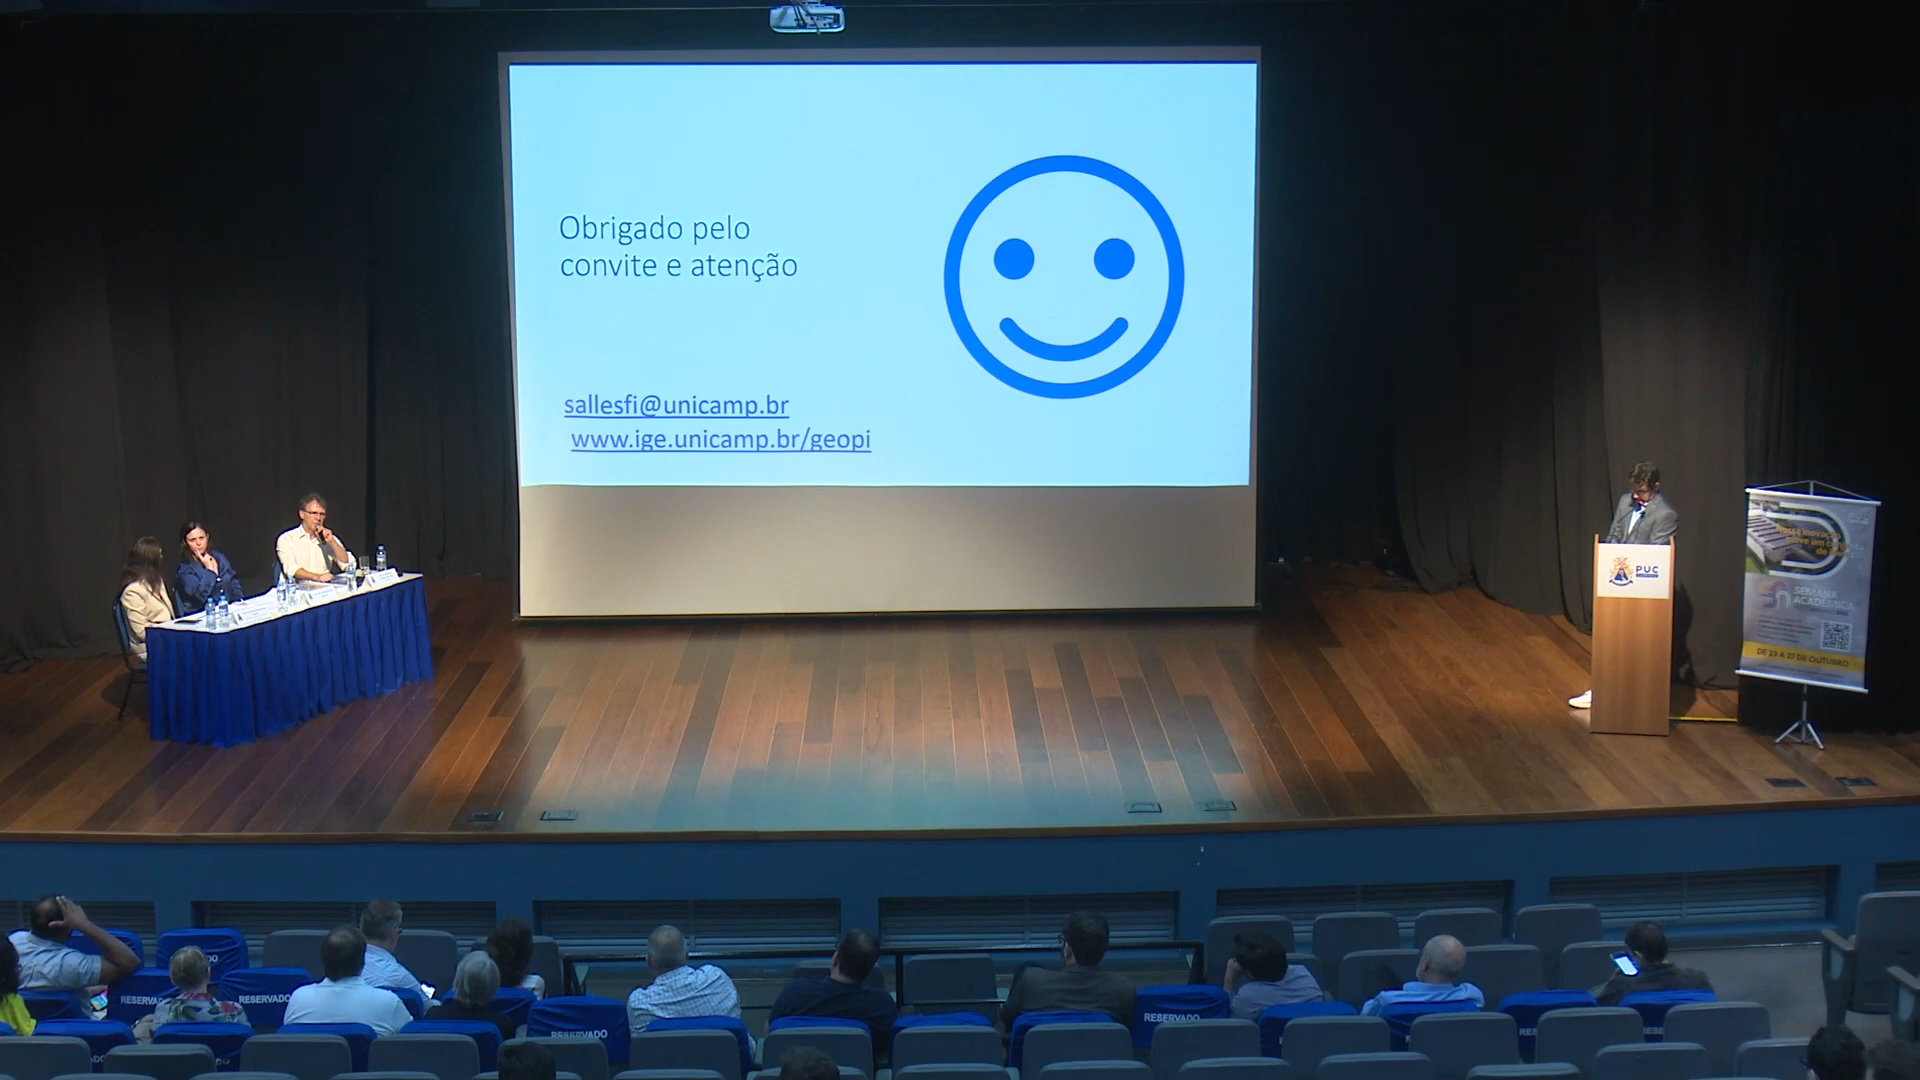 Obrigado pelo
convite e atenção
sallesfi@unicamp.br
www.ige.unicamp.br/geopi
PUC
PUC
SEMANA
ACADÊMICA
DE 23 A 27 DE OUTUBRO
RESERVADO
RESERVADO
RESERVADO
RESERVADO